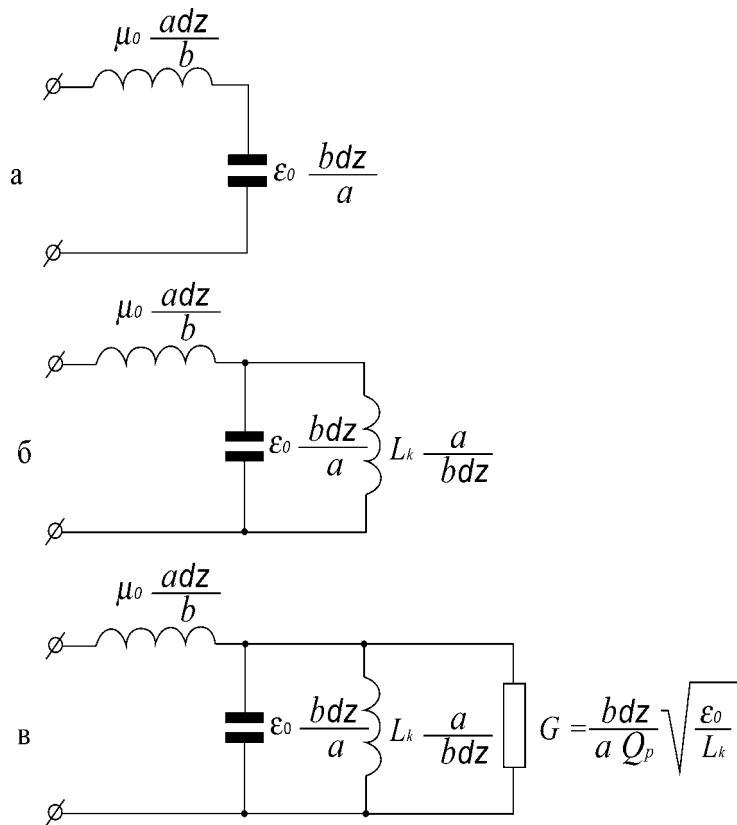 μ₀ adz/b
а
ε₀ bdz/a
μ₀ adz/b
б
ε₀ bdz/a Lₖ a/bdz
μ₀ adz/b
в
ε₀ bdz/a Lₖ a/bdz G = bdz/(a Qₚ) √(ε₀/Lₖ)